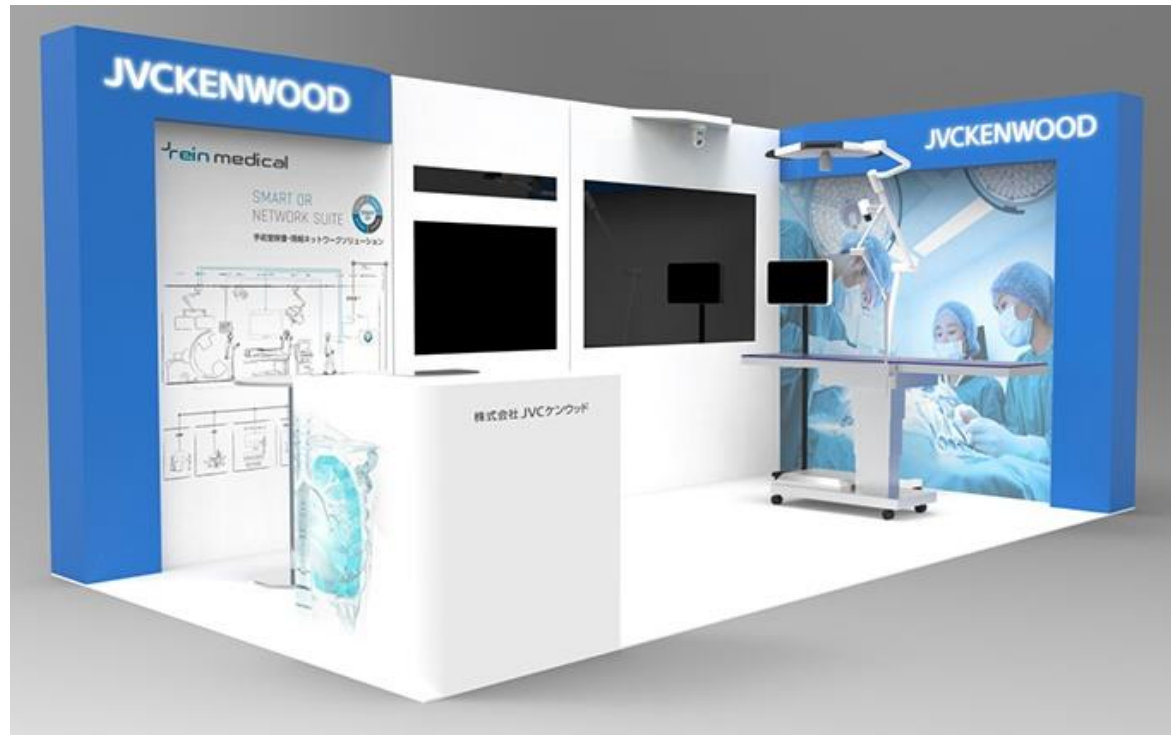 JVCKENWOOD
rein medical
SMART OR
NETWORK SUITE
手術室映像・情報ネットワークソリューション
株式会社 JVCケンウッド
JVCKENWOOD